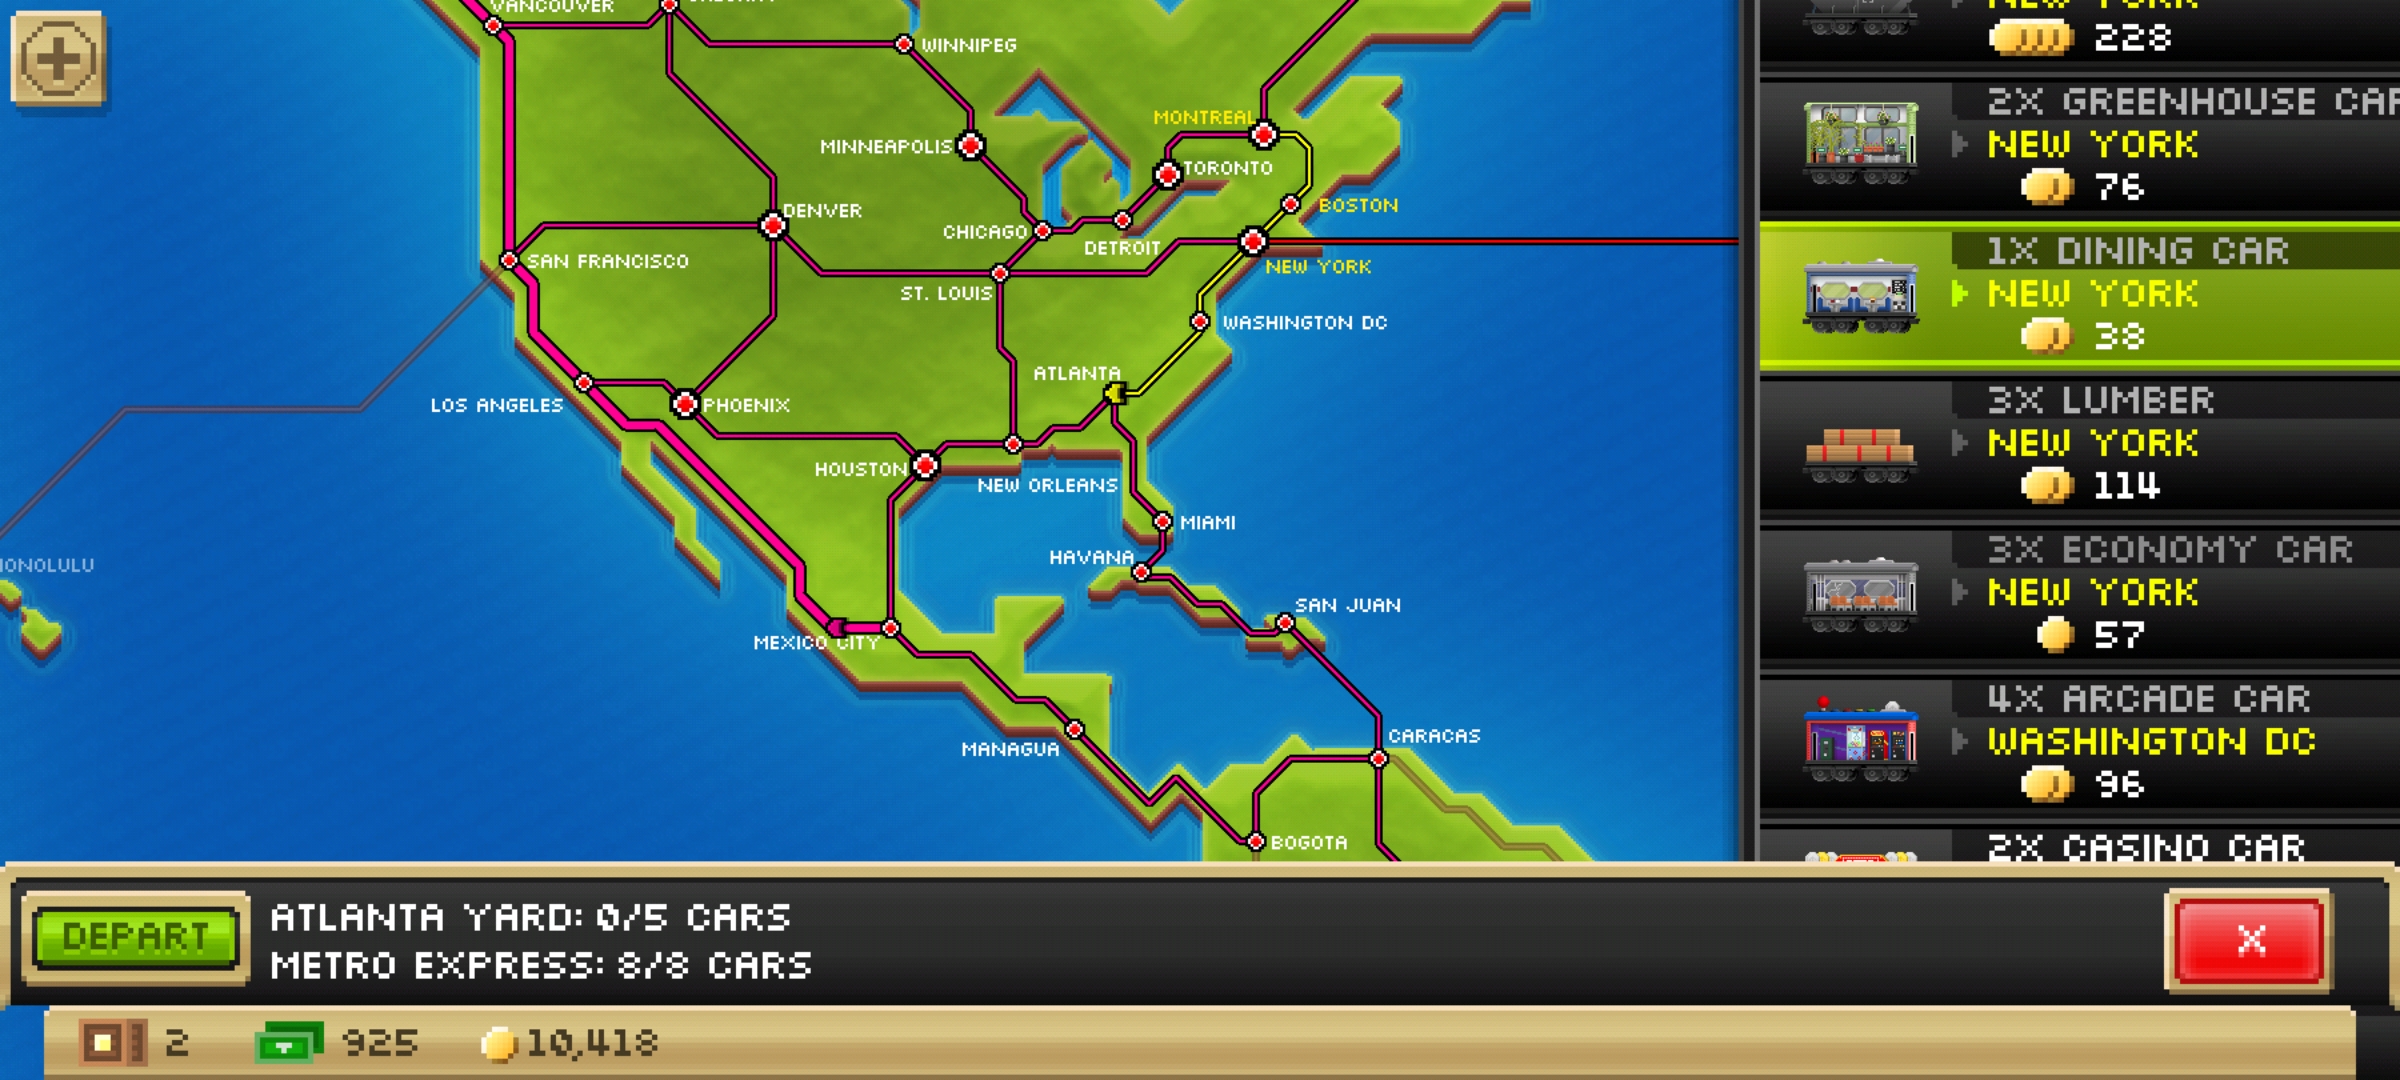 VANCOUVER
WINNIPEG
MONTREAL
MINNEAPOLIS
TORONTO
DENVER
BOSTON
CHICAGO
DETROIT
SAN FRANCISCO
NEW YORK
ST. LOUIS
WASHINGTON DC
ATLANTA
LOS ANGELES
PHOENIX
HOUSTON
NEW ORLEANS
MIAMI
HAVANA
ONOLULU
SAN JUAN
MEXICO CITY
CARACAS
MANAGUA
BOGOTA
NEW YORK
228
2X GREENHOUSE CAR
NEW YORK
76
1X DINING CAR
NEW YORK
38
3X LUMBER
NEW YORK
114
3X ECONOMY CAR
NEW YORK
57
4X ARCADE CAR
WASHINGTON DC
96
2X CASINO CAR
DEPART
ATLANTA YARD: 0/5 CARS
METRO EXPRESS: 8/8 CARS
X
2
925
10,418